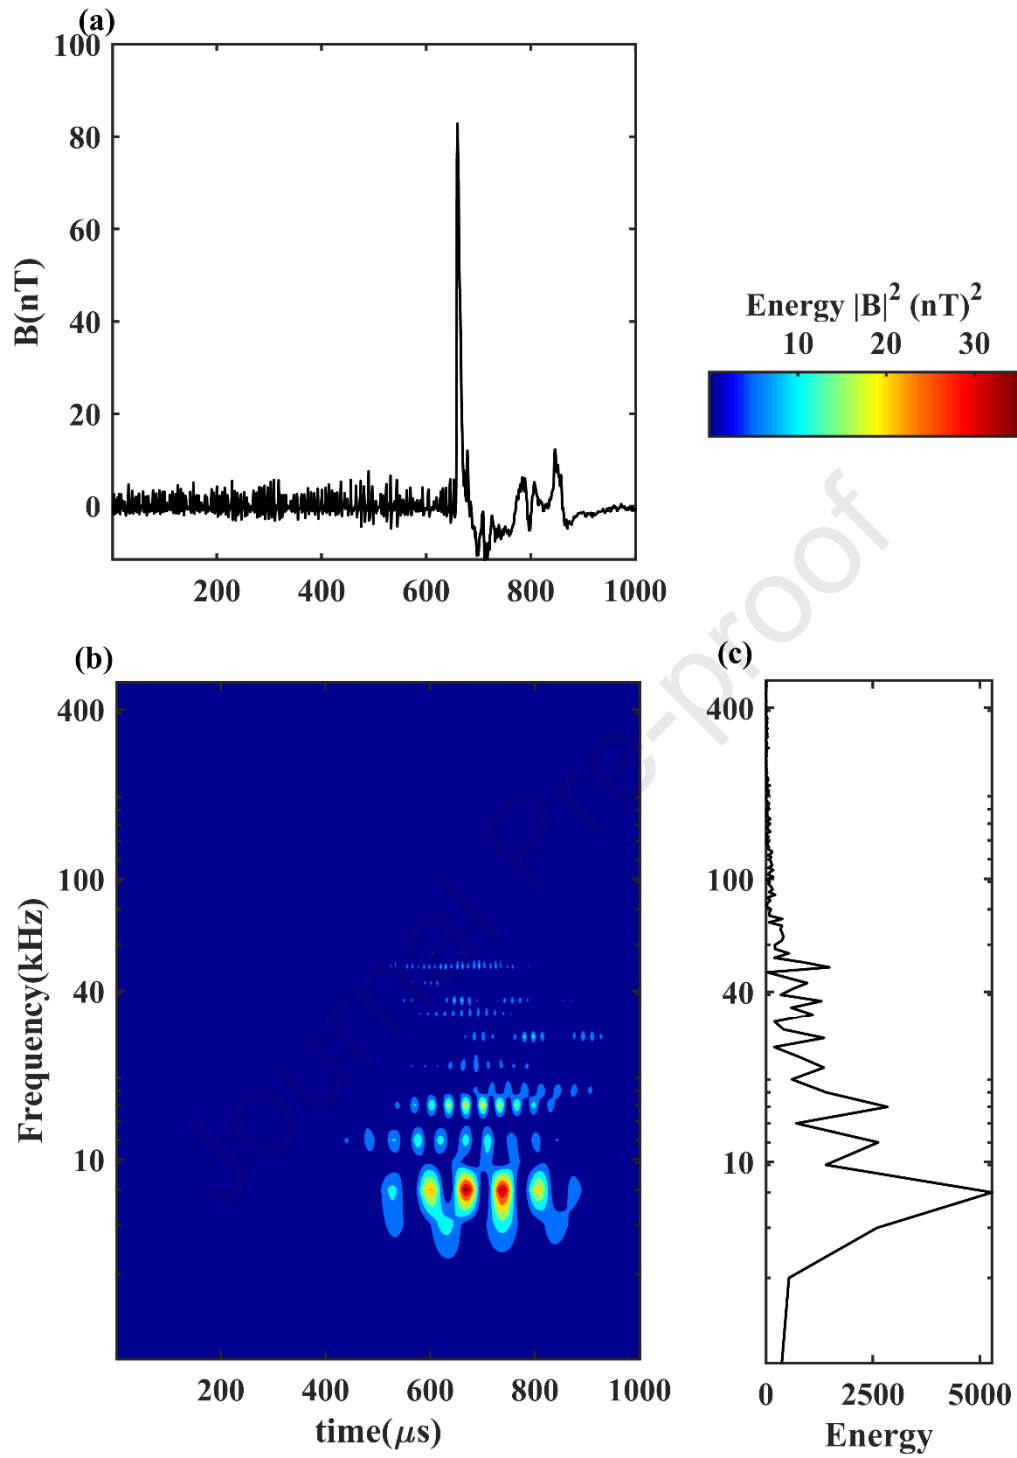 (a)
100
80
60
40
20
0
B(nT)
200 400 600 800 1000
Energy |B|² (nT)²
10 20 30
(b)
400
100
40
10
Frequency(kHz)
200 400 600 800 1000
time(μs)
(c)
400
100
40
10
0 2500 5000
Energy
Journal Pre-proof